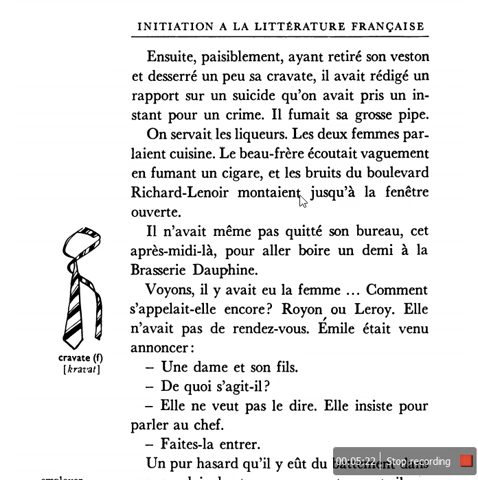 INITIATION A LA LITTÉRATURE FRANÇAISE
Ensuite, paisiblement, ayant retiré son veston
et desserré un peu sa cravate, il avait rédigé un
rapport sur un suicide qu'on avait pris un in-
stant pour un crime. Il fumait sa grosse pipe.
On servait les liqueurs. Les deux femmes par-
laient cuisine. Le beau-frère écoutait vaguement
en fumant un cigare, et les bruits du boulevard
Richard-Lenoir montaient jusqu'à la fenêtre
ouverte.
Il n'avait même pas quitté son bureau, cet
après-midi-là, pour aller boire un demi à la
Brasserie Dauphine.
Voyons, il y avait eu la femme ... Comment
s'appelait-elle encore? Royon ou Leroy. Elle
n'avait pas de rendez-vous. Émile était venu
annoncer:
– Une dame et son fils.
– De quoi s'agit-il?
– Elle ne veut pas le dire. Elle insiste pour
parler au chef.
– Faites-la entrer.
Un pur hasard qu'il y eût du battement dans
cravate (f)
[kravat]
00:05:22 Stop recording